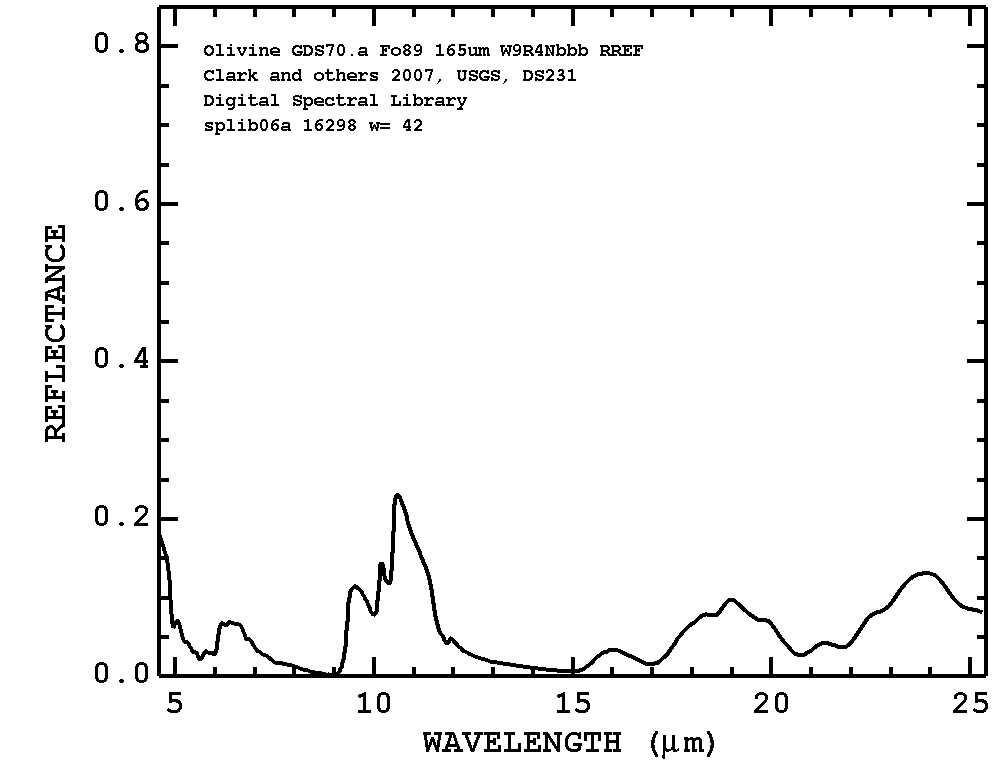 Olivine GDS70.a Fo89 165um W9R4Nbbb RREF
Clark and others 2007, USGS, DS231
Digital Spectral Library
splib06a 16298 w= 42
0.8
0.6
0.4
0.2
0.0
REFLECTANCE
5 10 15 20 25
WAVELENGTH (μm)